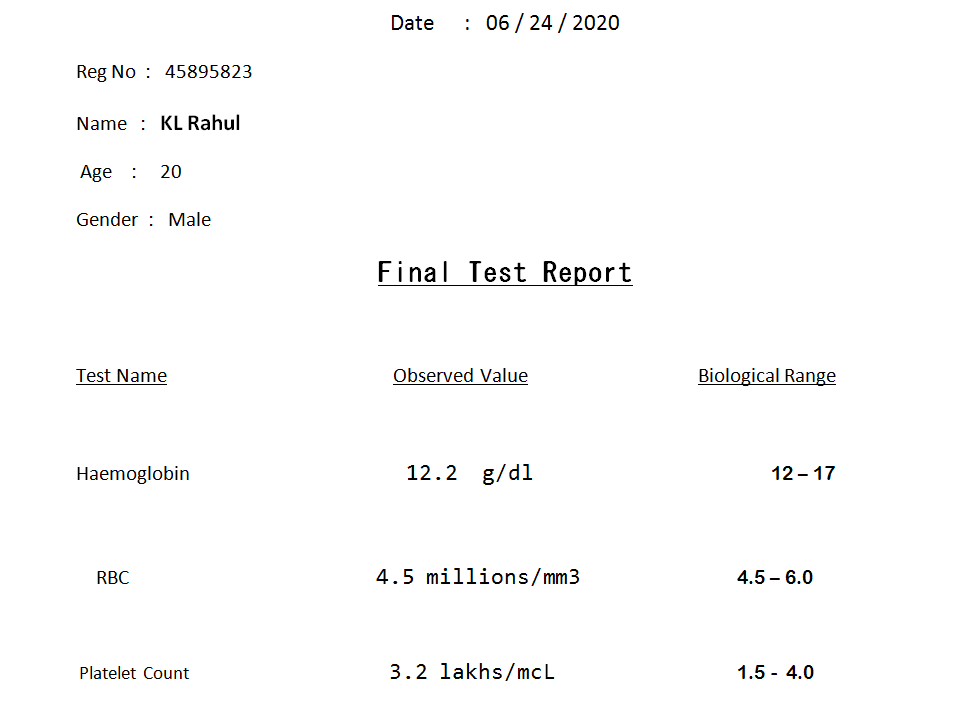 Date : 06 / 24 / 2020
Reg No : 45895823
Name : KL Rahul
Age : 20
Gender : Male
Final Test Report
Test Name Observed Value Biological Range
Haemoglobin 12.2 g/dl 12 – 17
RBC 4.5 millions/mm3 4.5 – 6.0
Platelet Count 3.2 lakhs/mcL 1.5 - 4.0